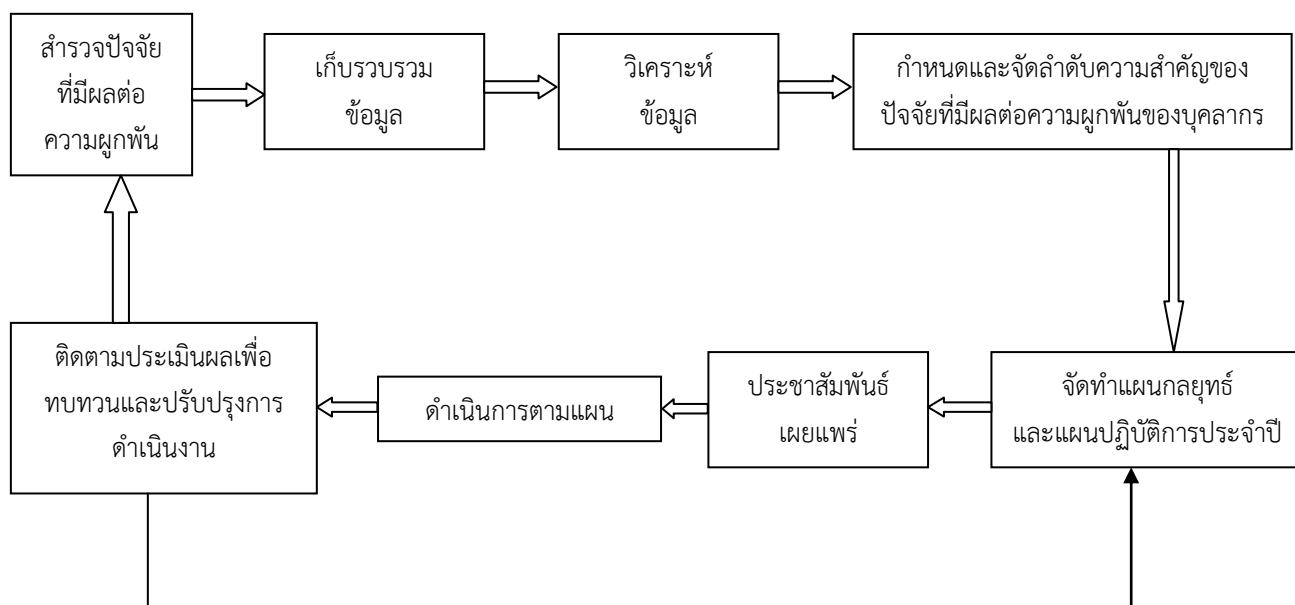 สำรวจปัจจัย
ที่มีผลต่อ
ความผูกพัน
เก็บรวบรวม
ข้อมูล
วิเคราะห์
ข้อมูล
กำหนดและจัดลำดับความสำคัญของ
ปัจจัยที่มีผลต่อความผูกพันของบุคลากร
จัดทำแผนกลยุทธ์
และแผนปฏิบัติการประจำปี
ประชาสัมพันธ์
เผยแพร่
ดำเนินการตามแผน
ติดตามประเมินผลเพื่อ
ทบทวนและปรับปรุงการ
ดำเนินงาน